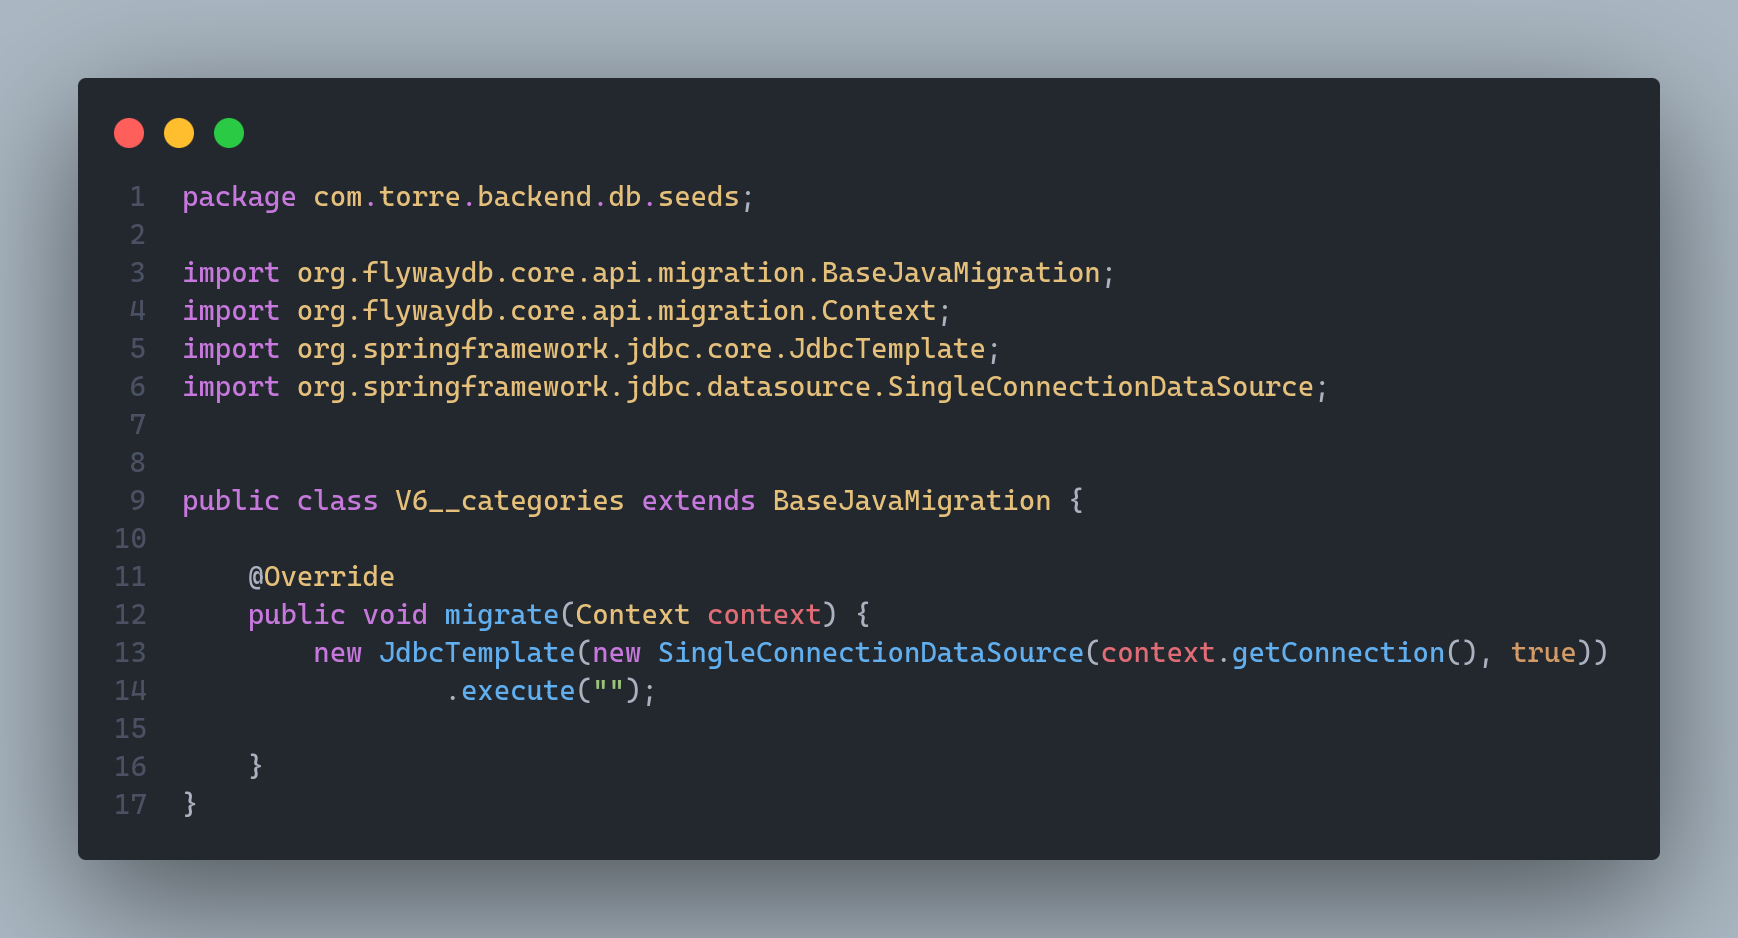 1 package com.torre.backend.db.seeds;
2
3 import org.flywaydb.core.api.migration.BaseJavaMigration;
4 import org.flywaydb.core.api.migration.Context;
5 import org.springframework.jdbc.core.JdbcTemplate;
6 import org.springframework.jdbc.datasource.SingleConnectionDataSource;
7
8
9 public class V6__categories extends BaseJavaMigration {
10
11     @Override
12     public void migrate(Context context) {
13         new JdbcTemplate(new SingleConnectionDataSource(context.getConnection(), true))
14                 .execute("");
15
16     }
17 }